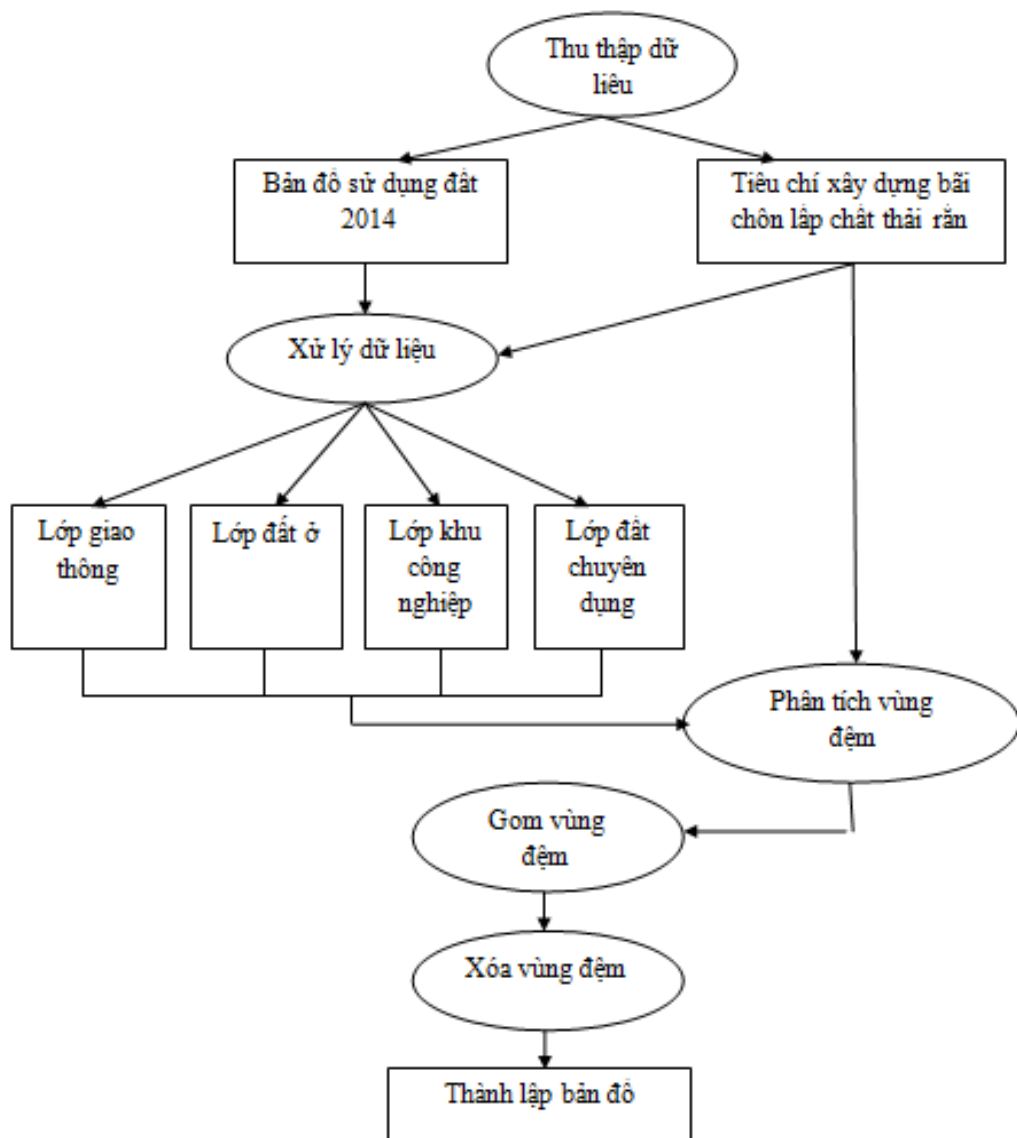 Thu thập dữ
liêu
Bản đồ sử dụng đất
2014
Tiêu chí xây dựng bãi
chôn lấp chất thải rắn
Xử lý dữ liệu
Lớp giao
thông
Lớp đất ở
Lớp khu
công
nghiệp
Lớp đất
chuyên
dụng
Phân tích vùng
đệm
Gom vùng
đệm
Xóa vùng đệm
Thành lập bản đồ